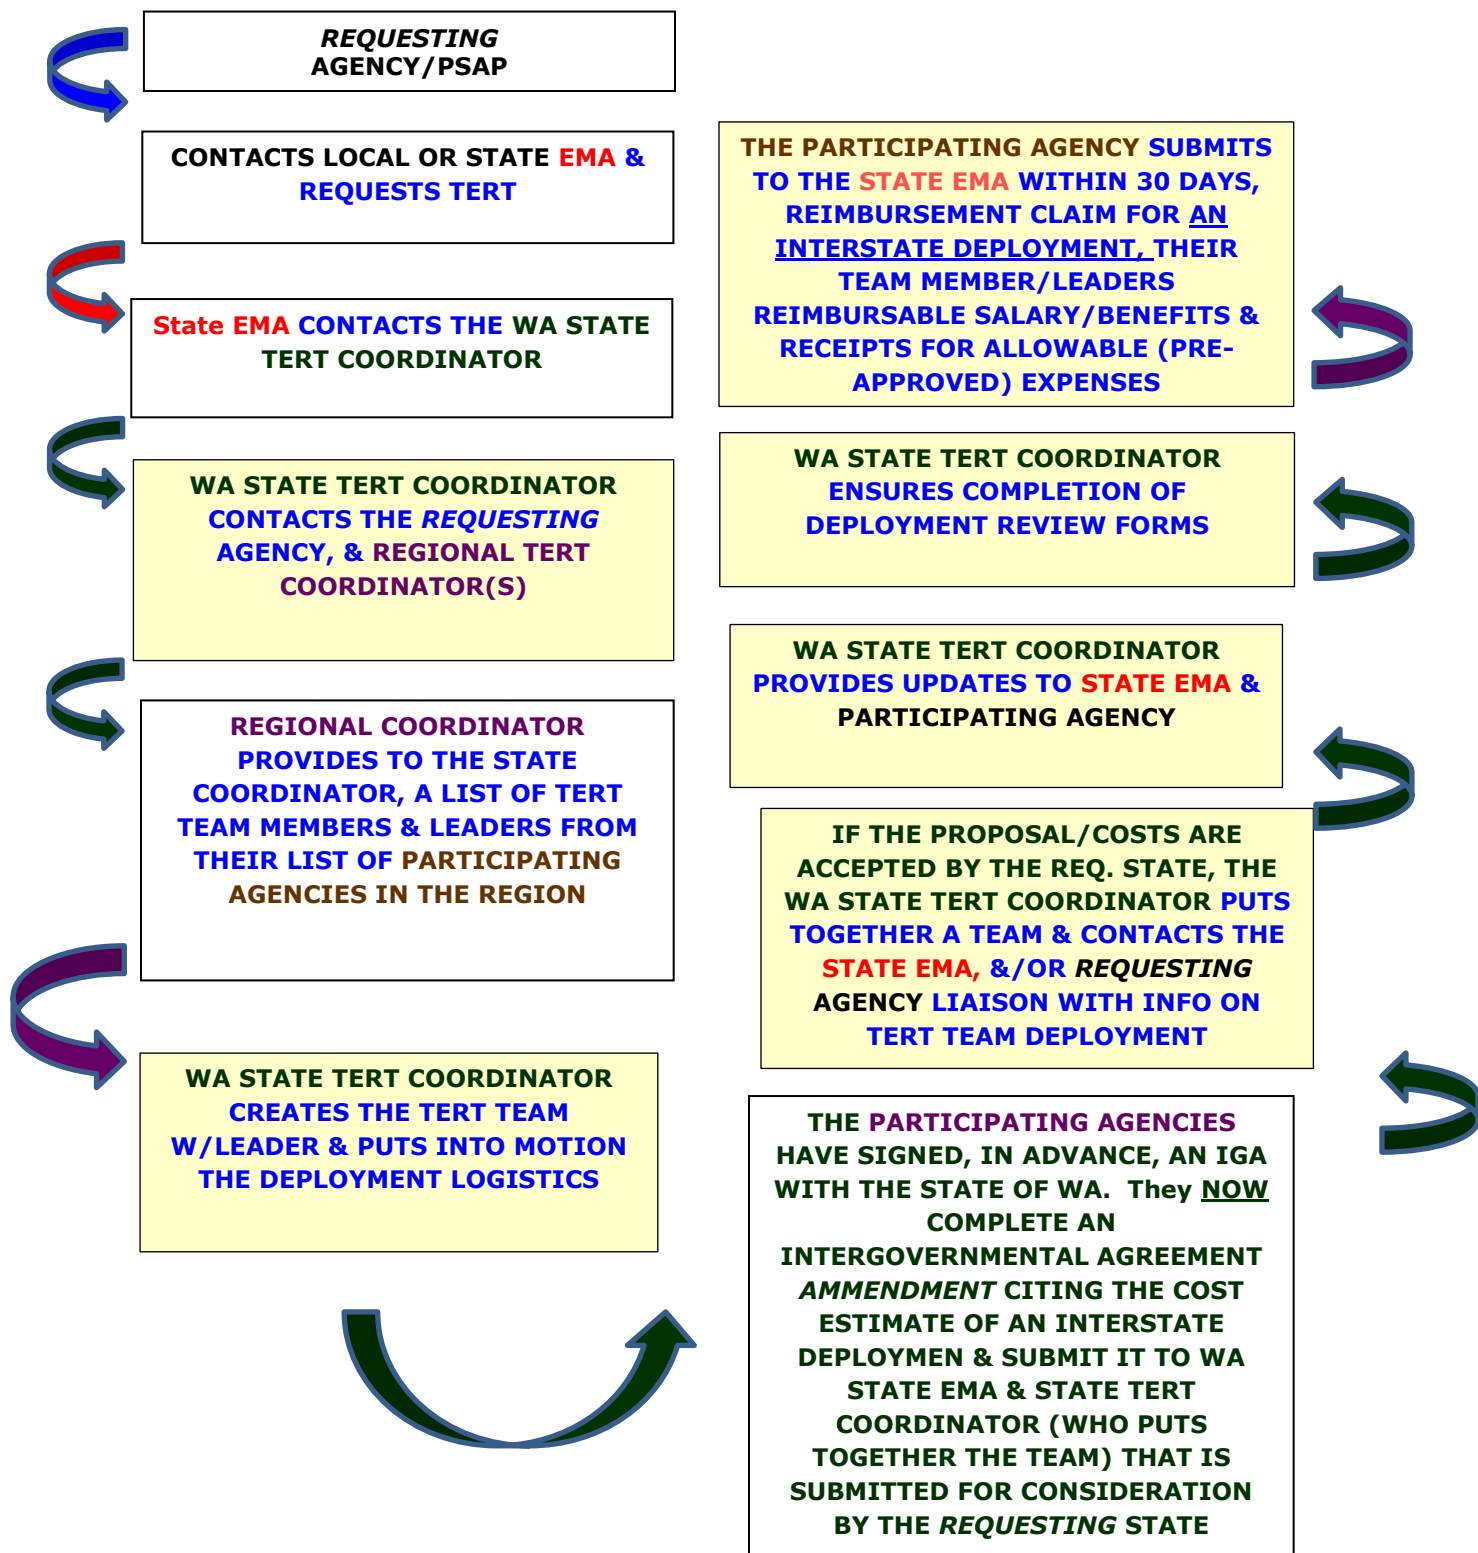 REQUESTING
AGENCY/PSAP
CONTACTS LOCAL OR STATE EMA &
REQUESTS TERT
State EMA CONTACTS THE WA STATE
TERT COORDINATOR
WA STATE TERT COORDINATOR
CONTACTS THE REQUESTING
AGENCY, & REGIONAL TERT
COORDINATOR(S)
REGIONAL COORDINATOR
PROVIDES TO THE STATE
COORDINATOR, A LIST OF TERT
TEAM MEMBERS & LEADERS FROM
THEIR LIST OF PARTICIPATING
AGENCIES IN THE REGION
WA STATE TERT COORDINATOR
CREATES THE TERT TEAM
W/LEADER & PUTS INTO MOTION
THE DEPLOYMENT LOGISTICS
THE PARTICIPATING AGENCIES
HAVE SIGNED, IN ADVANCE, AN IGA
WITH THE STATE OF WA. They NOW
COMPLETE AN
INTERGOVERNMENTAL AGREEMENT
AMMENDMENT CITING THE COST
ESTIMATE OF AN INTERSTATE
DEPLOYMEN & SUBMIT IT TO WA
STATE EMA & STATE TERT
COORDINATOR (WHO PUTS
TOGETHER THE TEAM) THAT IS
SUBMITTED FOR CONSIDERATION
BY THE REQUESTING STATE
IF THE PROPOSAL/COSTS ARE
ACCEPTED BY THE REQ. STATE, THE
WA STATE TERT COORDINATOR PUTS
TOGETHER A TEAM & CONTACTS THE
STATE EMA, &/OR REQUESTING
AGENCY LIAISON WITH INFO ON
TERT TEAM DEPLOYMENT
WA STATE TERT COORDINATOR
PROVIDES UPDATES TO STATE EMA &
PARTICIPATING AGENCY
WA STATE TERT COORDINATOR
ENSURES COMPLETION OF
DEPLOYMENT REVIEW FORMS
THE PARTICIPATING AGENCY SUBMITS
TO THE STATE EMA WITHIN 30 DAYS,
REIMBURSEMENT CLAIM FOR AN
INTERSTATE DEPLOYMENT, THEIR
TEAM MEMBER/LEADERS
REIMBURSABLE SALARY/BENEFITS &
RECEIPTS FOR ALLOWABLE (PRE-
APPROVED) EXPENSES